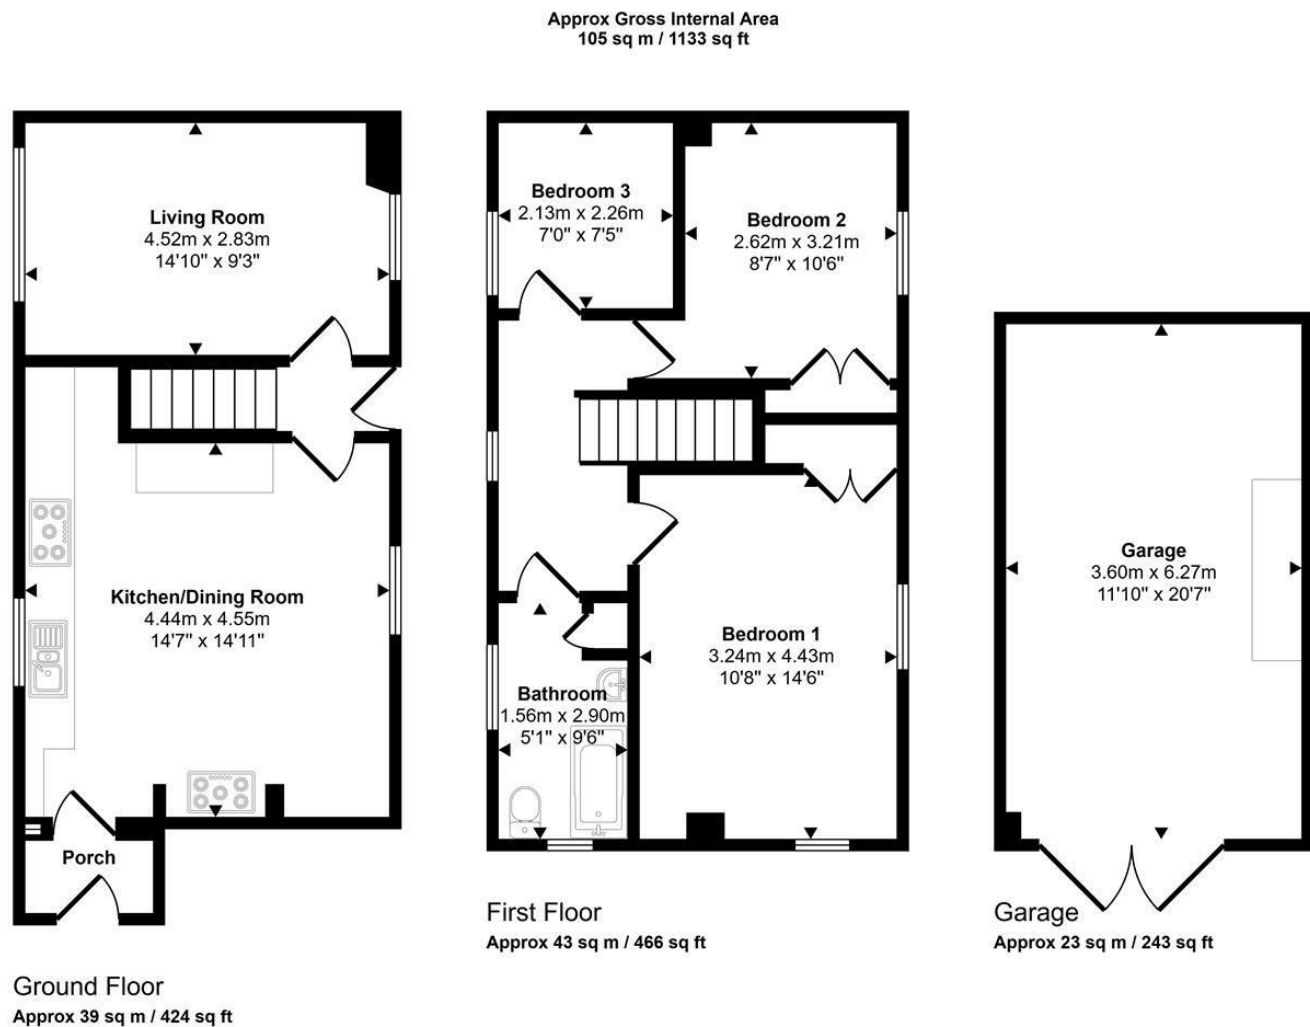 Approx Gross Internal Area
105 sq m / 1133 sq ft
Living Room
4.52m x 2.83m
14'10" x 9'3"
Kitchen/Dining Room
4.44m x 4.55m
14'7" x 14'11"
Porch
Ground Floor
Approx 39 sq m / 424 sq ft
Bedroom 3
2.13m x 2.26m
7'0" x 7'5"
Bedroom 2
2.62m x 3.21m
8'7" x 10'6"
Bedroom 1
3.24m x 4.43m
10'8" x 14'6"
Bathroom
1.56m x 2.90m
5'1" x 9'6"
First Floor
Approx 43 sq m / 466 sq ft
Garage
3.60m x 6.27m
11'10" x 20'7"
Garage
Approx 23 sq m / 243 sq ft